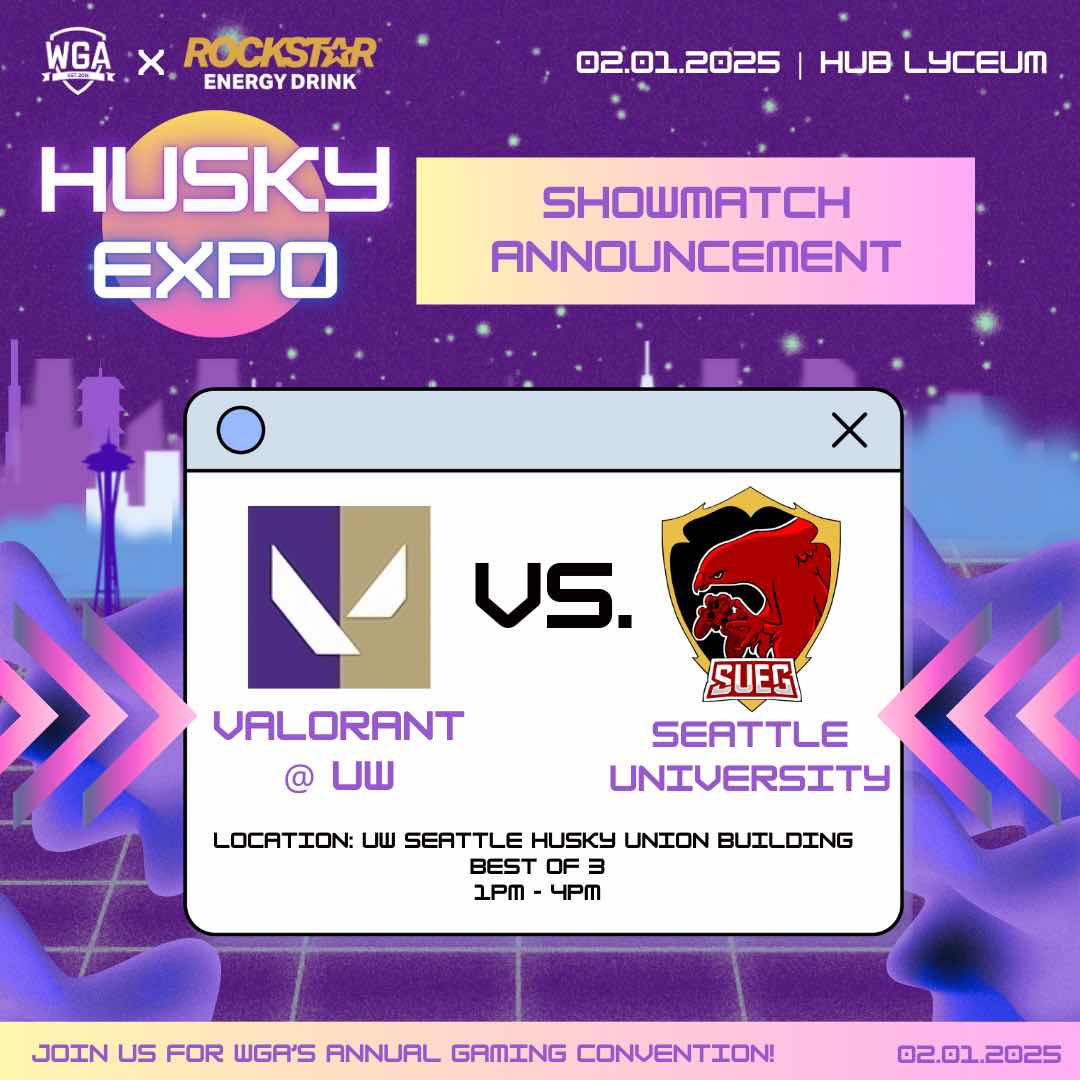 WGA
EST. 2014
X
ROCKSTAR
ENERGY DRINK
02.01.2025 | HUB LYCEUM
HUSKY
EXPO
SHOWMATCH
ANNOUNCEMENT
VS.
SUEG
VALORANT
@ UW
SEATTLE
UNIVERSITY
LOCATION: UW SEATTLE HUSKY UNION BUILDING
BEST OF 3
1PM - 4PM
JOIN US FOR WGA'S ANNUAL GAMING CONVENTION!
02.01.2025